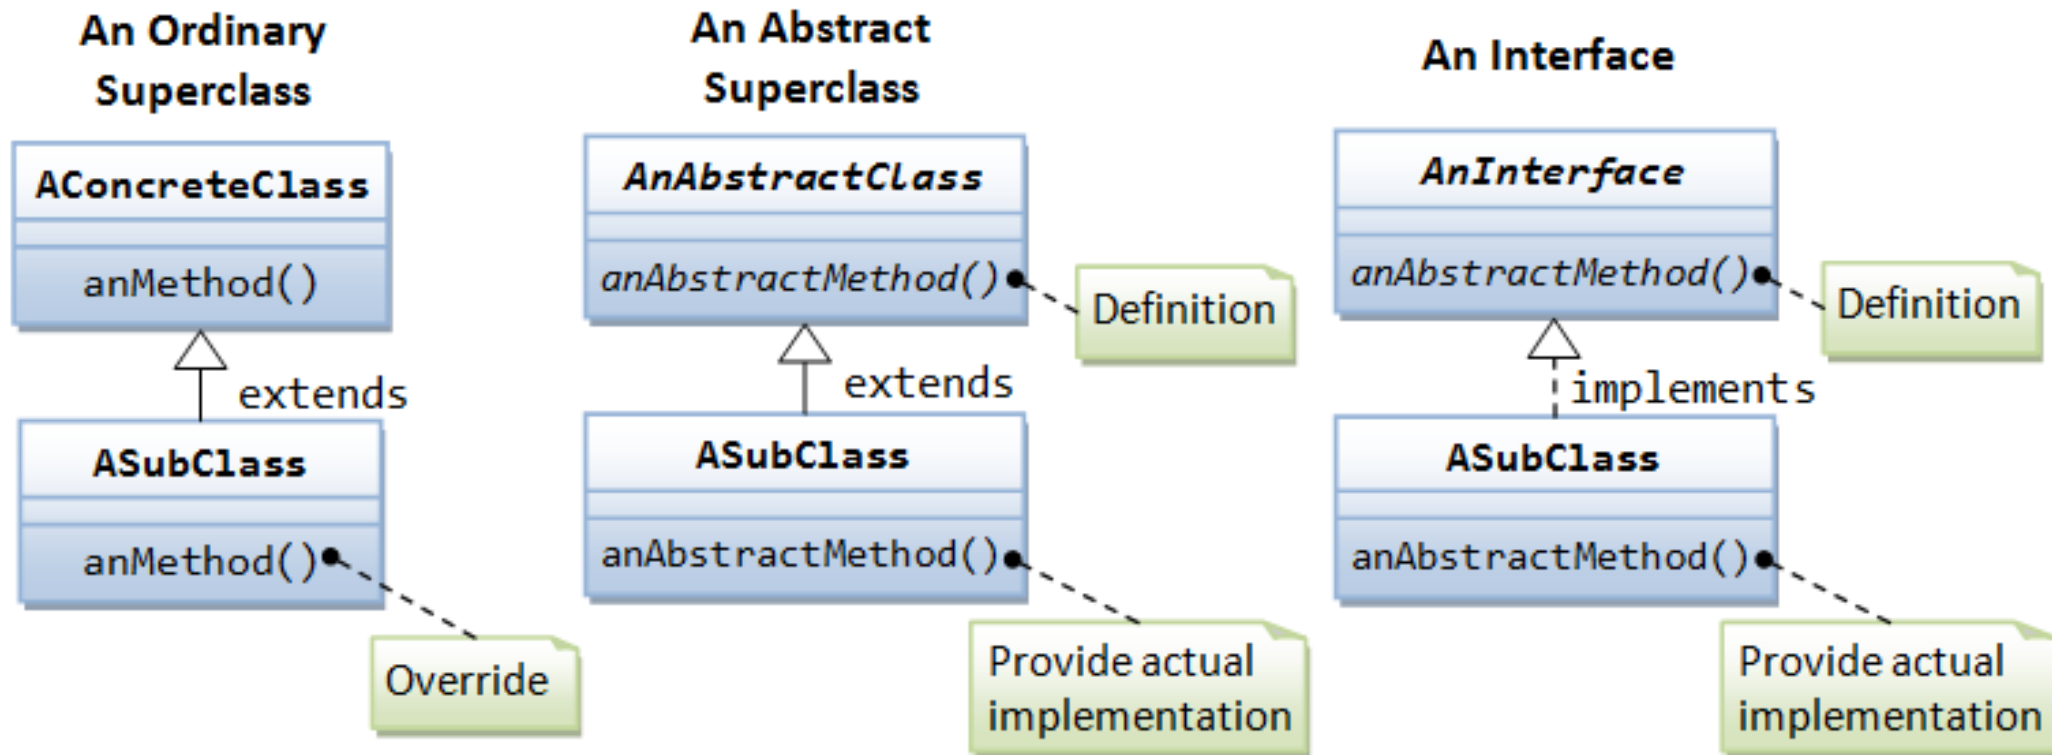 An Ordinary
Superclass
AConcreteClass
anMethod()
extends
ASubClass
anMethod()
Override
An Abstract
Superclass
AnAbstractClass
anAbstractMethod()
Definition
extends
ASubClass
anAbstractMethod()
Provide actual
implementation
An Interface
AnInterface
anAbstractMethod()
Definition
implements
ASubClass
anAbstractMethod()
Provide actual
implementation